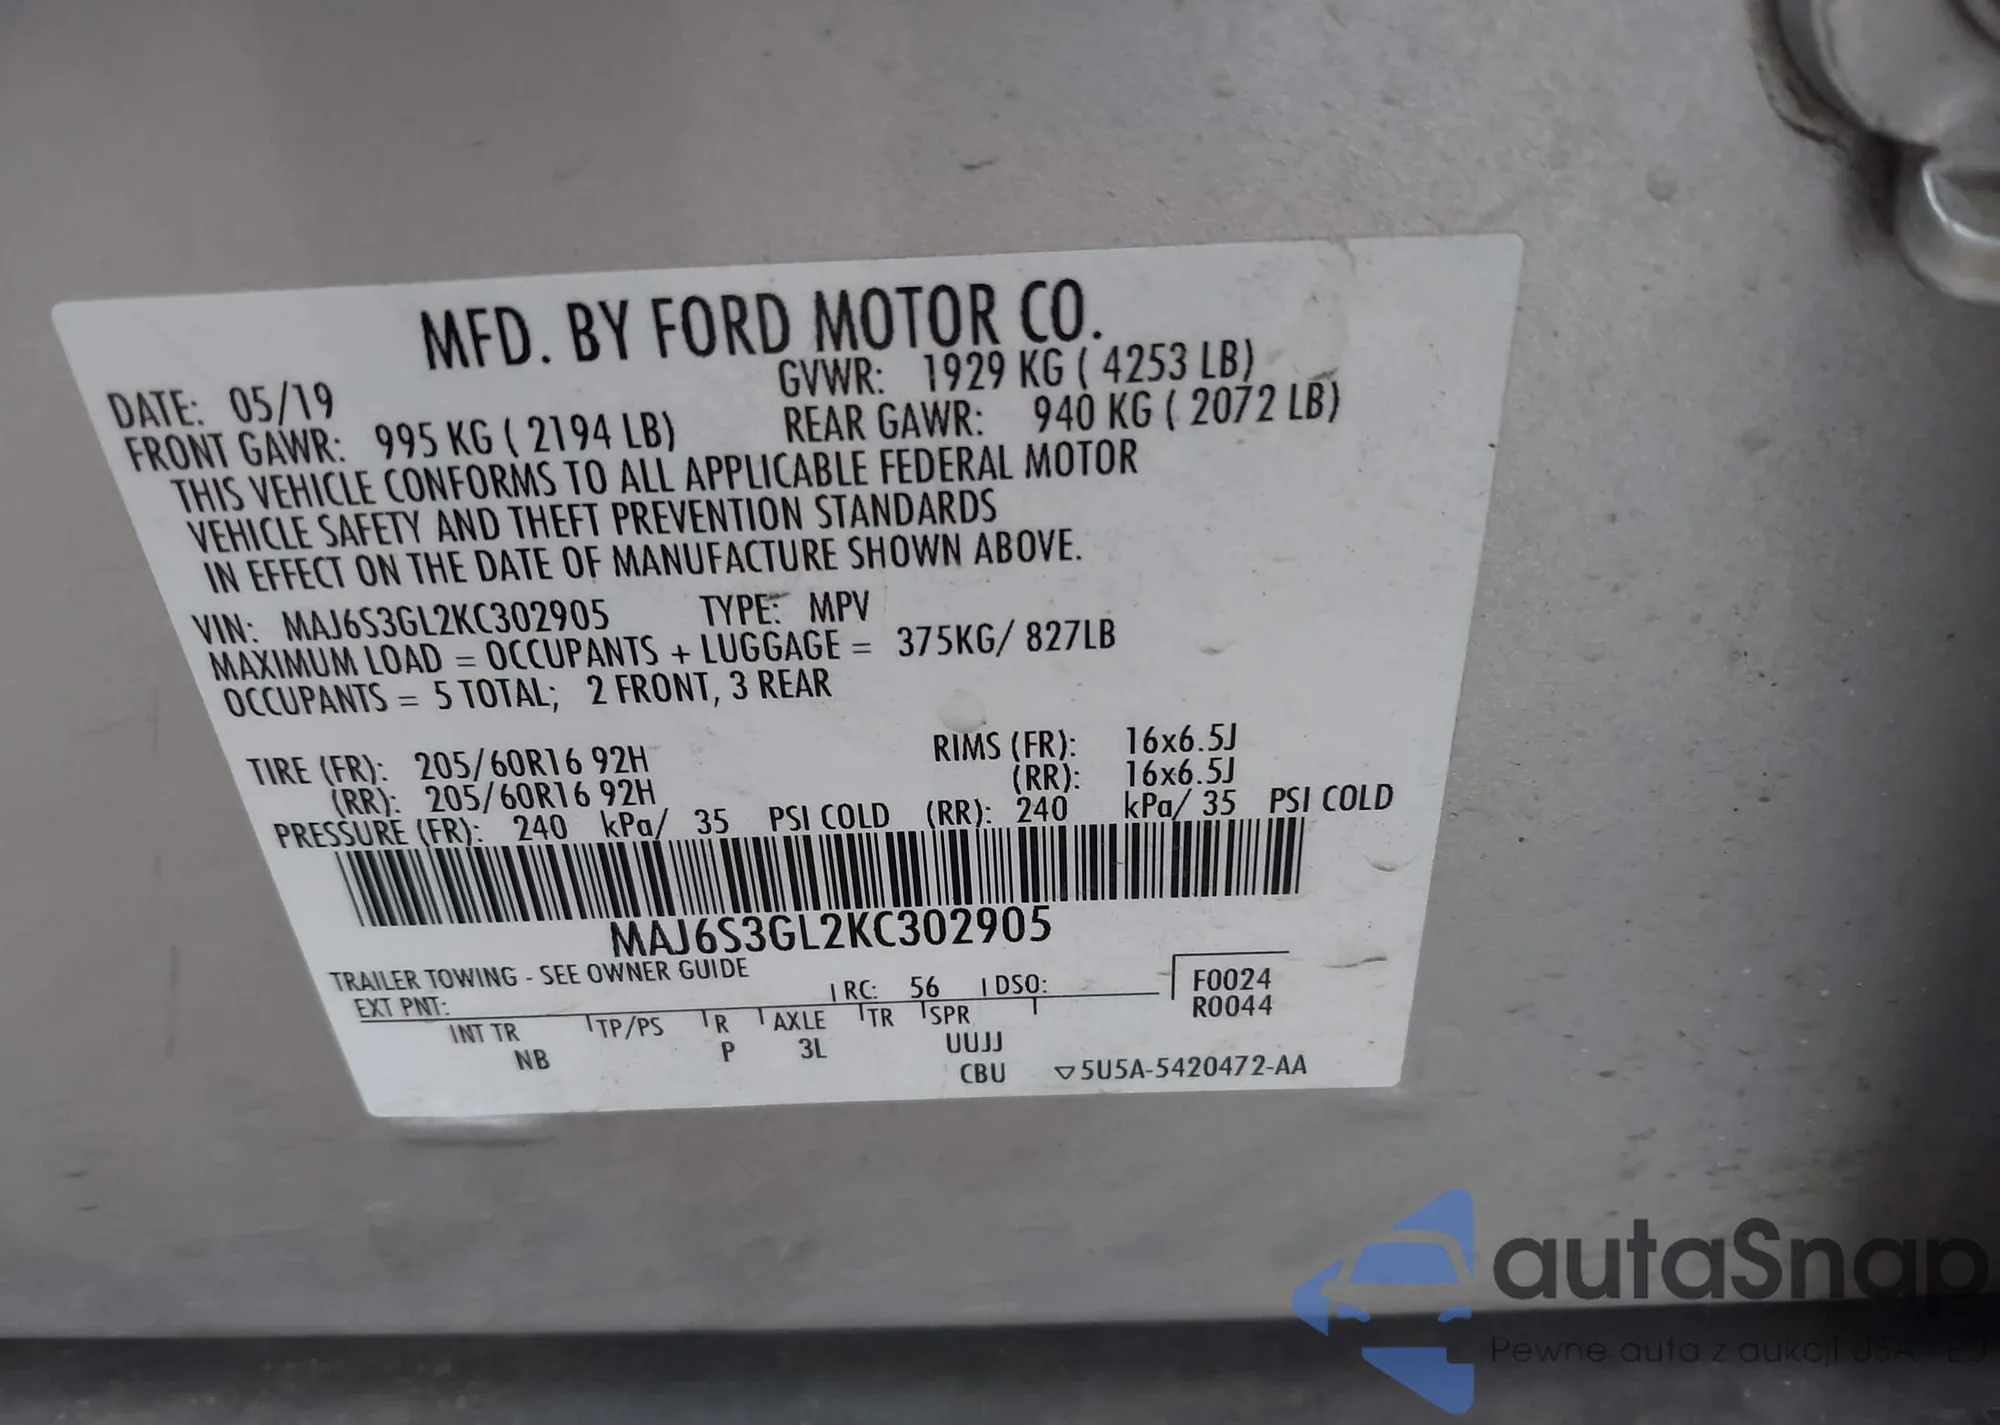 MFD. BY FORD MOTOR CO.
DATE: 05/19 GVWR: 1929 KG ( 4253 LB)
FRONT GAWR: 995 KG ( 2194 LB) REAR GAWR: 940 KG ( 2072 LB)
THIS VEHICLE CONFORMS TO ALL APPLICABLE FEDERAL MOTOR
VEHICLE SAFETY AND THEFT PREVENTION STANDARDS
IN EFFECT ON THE DATE OF MANUFACTURE SHOWN ABOVE.
VIN: MAJ6S3GL2KC302905 TYPE: MPV
MAXIMUM LOAD = OCCUPANTS + LUGGAGE = 375KG/ 827LB
OCCUPANTS = 5 TOTAL; 2 FRONT, 3 REAR
TIRE (FR): 205/60R16 92H RIMS (FR): 16x6.5J
(RR): 205/60R16 92H (RR): 16x6.5J
PRESSURE (FR): 240 kPa/ 35 PSI COLD (RR): 240 kPa/ 35 PSI COLD
MAJ6S3GL2KC302905
TRAILER TOWING - SEE OWNER GUIDE
EXT PNT: RC: 56 DSO: F0024
INT TR TP/PS R AXLE TR SPR R0044
NB P 3L UUJJ
CBU 5U5A-5420472-AA
autaSnap
Pewne auta z aukcji USA - EU